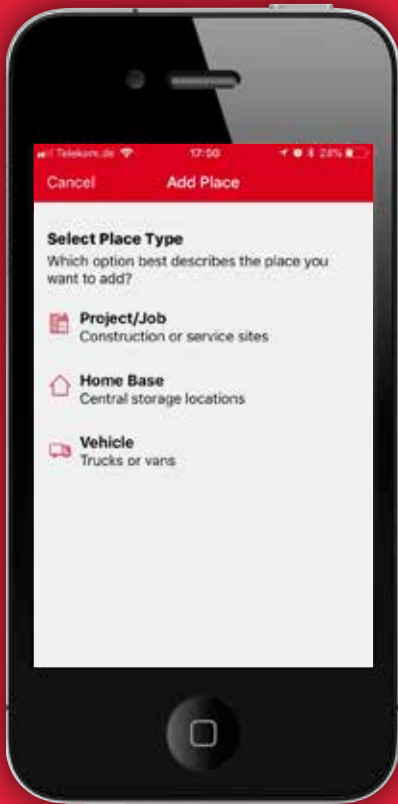 Telekom.de 17:50 28%
Cancel Add Place
Select Place Type
Which option best describes the place you
want to add?
Project/Job
Construction or service sites
Home Base
Central storage locations
Vehicle
Trucks or vans